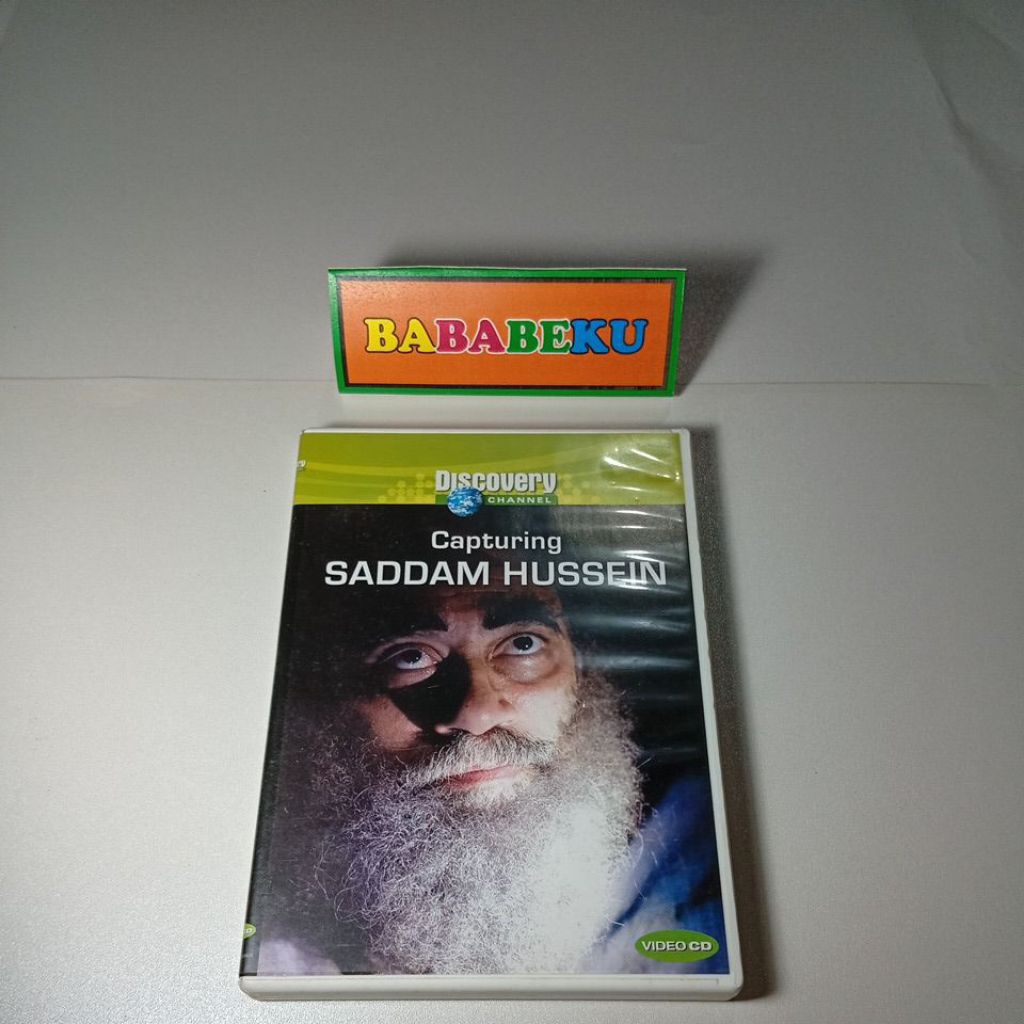 BABABEKU
Discovery
CHANNEL
Capturing
SADDAM HUSSEIN
VIDEO CD